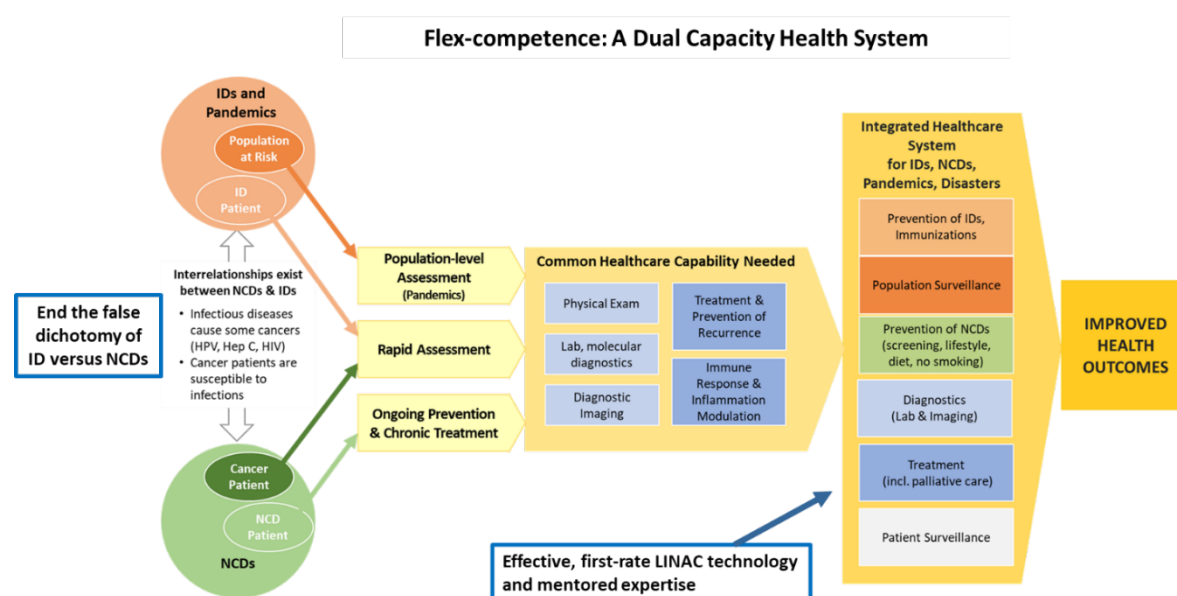 Flex-competence: A Dual Capacity Health System
IDs and
Pandemics
Population
at Risk
ID
Patient
Interrelationships exist
between NCDs & IDs
• Infectious diseases
cause some cancers
(HPV, Hep C, HIV)
• Cancer patients are
susceptible to
infections
End the false
dichotomy of
ID versus NCDs
Cancer
Patient
NCD
Patient
NCDs
Population-level
Assessment
(Pandemics)
Rapid Assessment
Ongoing Prevention
& Chronic Treatment
Common Healthcare Capability Needed
Physical Exam
Lab, molecular
diagnostics
Diagnostic
Imaging
Treatment &
Prevention of
Recurrence
Immune
Response &
Inflammation
Modulation
Integrated Healthcare
System
for IDs, NCDs,
Pandemics, Disasters
Prevention of IDs,
Immunizations
Population Surveillance
Prevention of NCDs
(screening, lifestyle,
diet, no smoking)
Diagnostics
(Lab & Imaging)
Treatment
(incl. palliative care)
Patient Surveillance
IMPROVED
HEALTH
OUTCOMES
Effective, first-rate LINAC technology
and mentored expertise